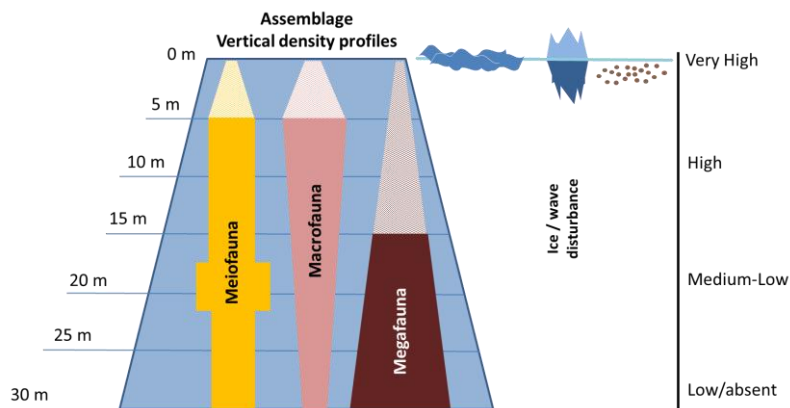 Assemblage
Vertical density profiles
0 m
5 m
10 m
15 m
20 m
25 m
30 m
Meiofauna
Macrofauna
Megafauna
Ice / wave
disturbance
Very High
High
Medium-Low
Low/absent